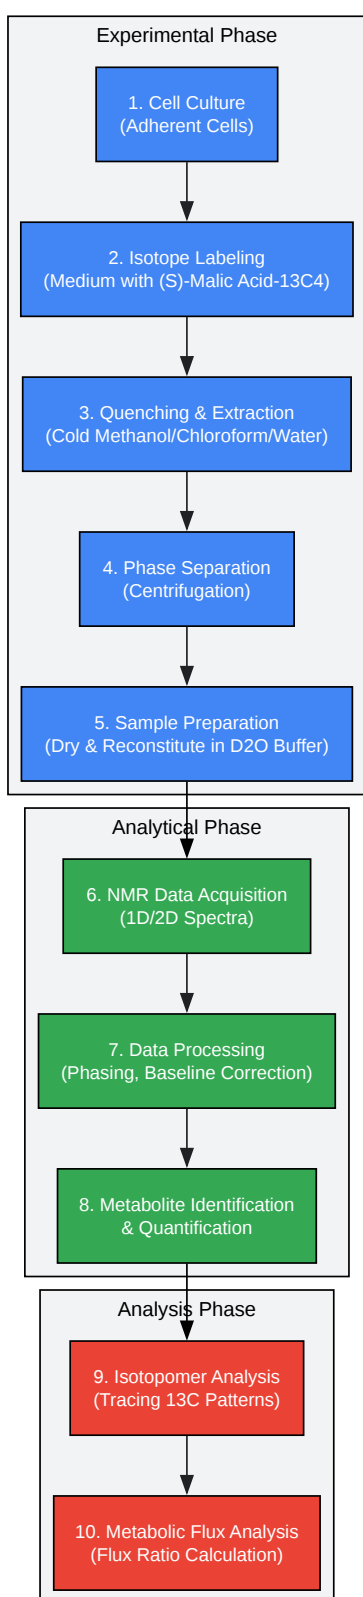 Experimental Phase
1. Cell Culture
(Adherent Cells)
2. Isotope Labeling
(Medium with (S)-Malic Acid-13C4)
3. Quenching & Extraction
(Cold Methanol/Chloroform/Water)
4. Phase Separation
(Centrifugation)
5. Sample Preparation
(Dry & Reconstitute in D2O Buffer)
Analytical Phase
6. NMR Data Acquisition
(1D/2D Spectra)
7. Data Processing
(Phasing, Baseline Correction)
8. Metabolite Identification
& Quantification
Analysis Phase
9. Isotopomer Analysis
(Tracing 13C Patterns)
10. Metabolic Flux Analysis
(Flux Ratio Calculation)